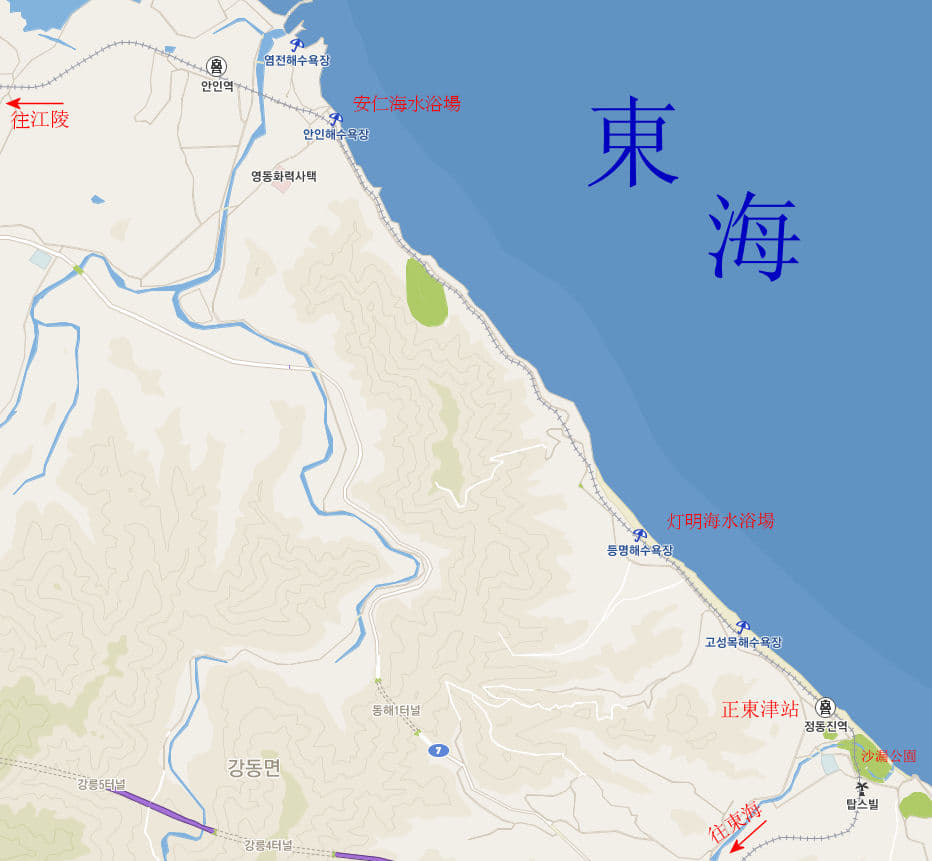 염전해수욕장
안인역
往江陵
安仁海水浴場
안인해수욕장
東
海
영동화력사택
灯明海水浴場
등명해수욕장
고성목해수욕장
正東津站
정동진역
동해1터널
7
강동면
沙漏公園
강릉5터널
탑스빌
往東海
강릉4터널